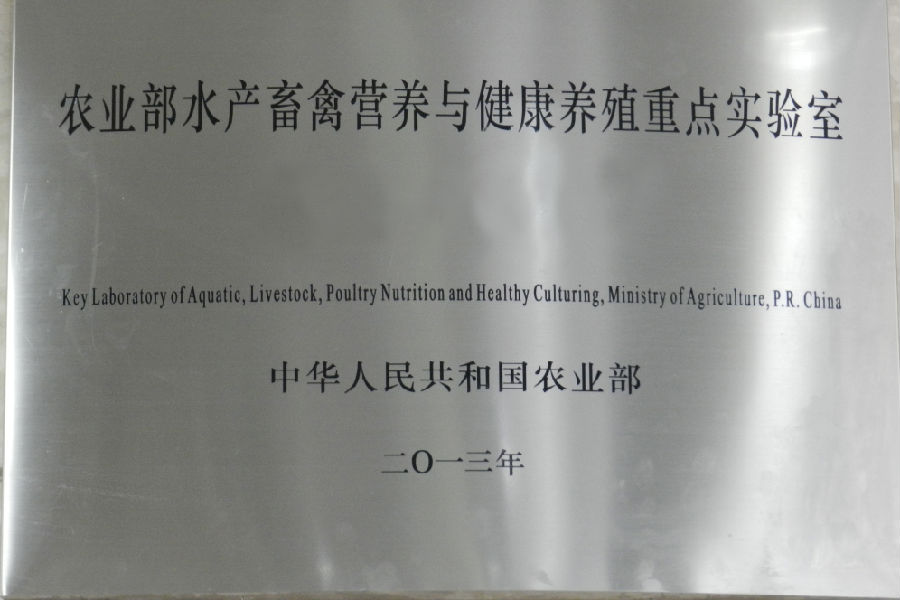 农业部水产畜禽营养与健康养殖重点实验室
Key Laboratory of Aquatic, Livestock, Poultry Nutrition and Healthy Culturing, Ministry of Agriculture, P.R. China
中华人民共和国农业部
二O一三年